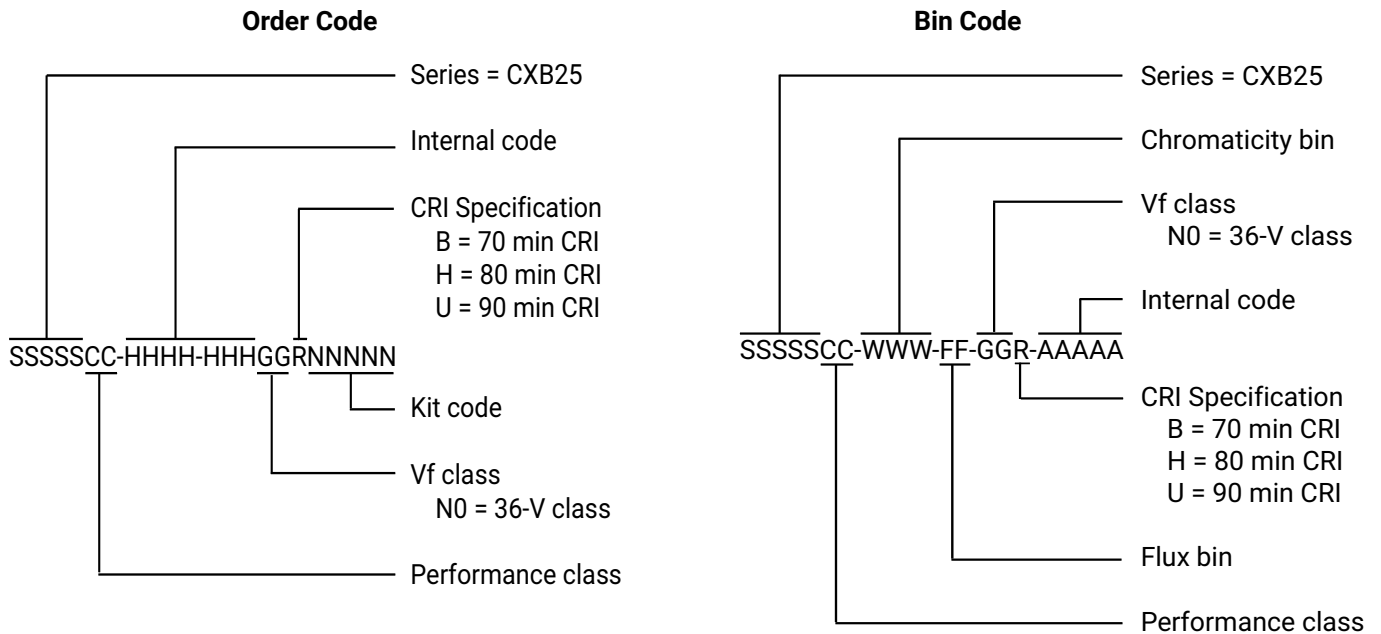 Order Code
Series = CXB25
Internal code
CRI Specification
B = 70 min CRI
H = 80 min CRI
U = 90 min CRI
SSSSSCC-HHHH-HHHGGRNNNNN
Kit code
Vf class
N0 = 36-V class
Performance class
Bin Code
Series = CXB25
Chromaticity bin
Vf class
N0 = 36-V class
Internal code
SSSSSCC-WWW-FF-GGR-AAAAA
CRI Specification
B = 70 min CRI
H = 80 min CRI
U = 90 min CRI
Flux bin
Performance class